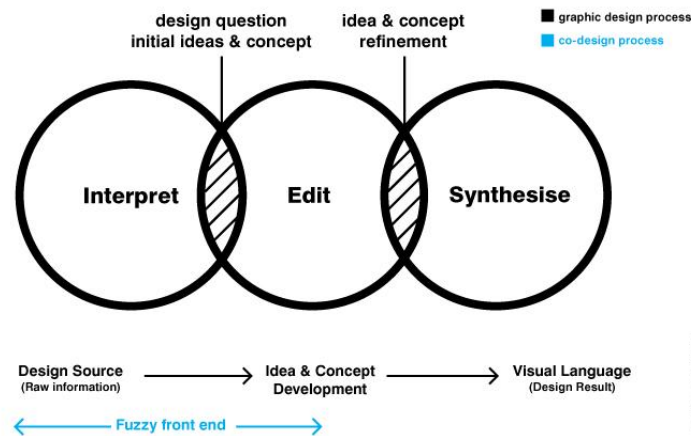 design question
initial ideas & concept
idea & concept
refinement
graphic design process
co-design process
Interpret
Edit
Synthesise
Design Source
(Raw information)
Idea & Concept
Development
Visual Language
(Design Result)
Fuzzy front end